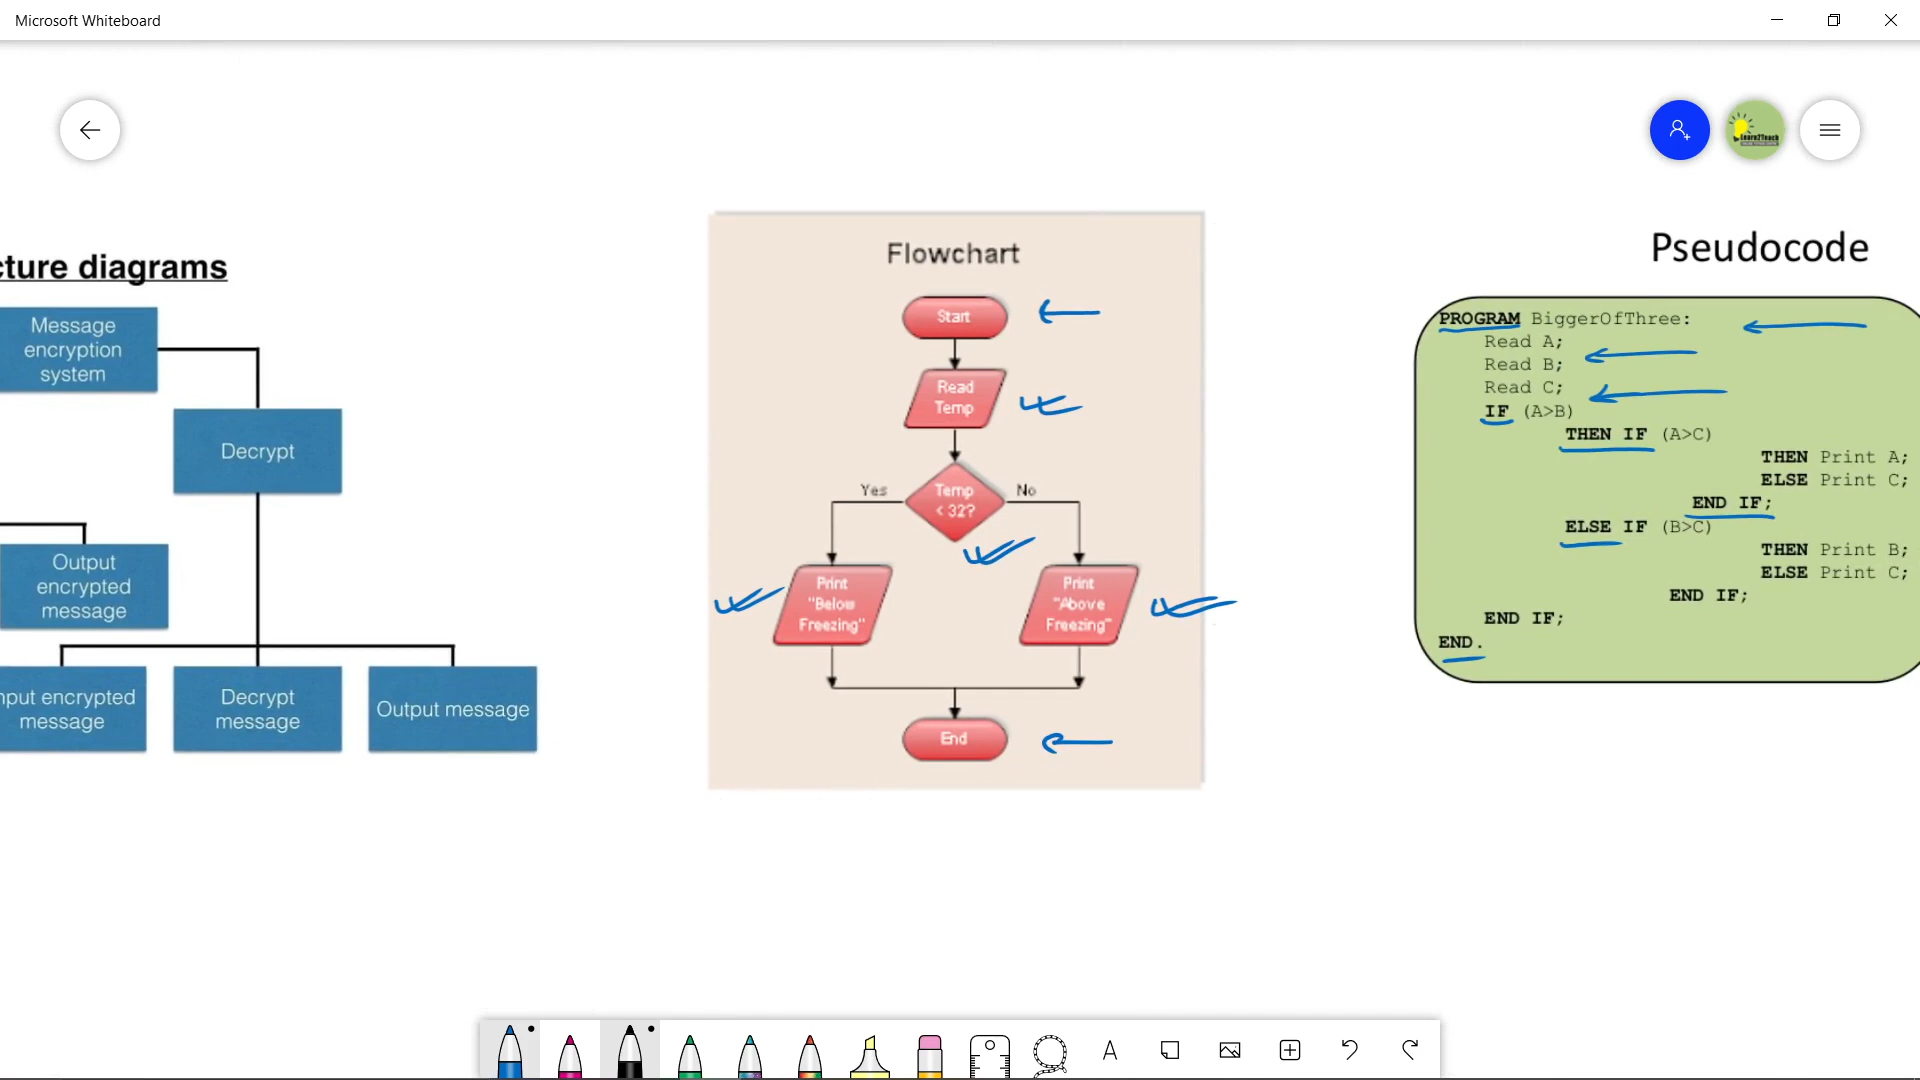 Microsoft Whiteboard
cture diagrams
Message
encryption
system
Decrypt
Output
encrypted
message
nput encrypted
message
Decrypt
message
Output message
Flowchart
Start
Read
Temp
Temp
< 32?
Yes
No
Print
"Below
Freezing"
Print
"Above
Freezing"
End
Pseudocode
PROGRAM BiggerOfThree:
Read A;
Read B;
Read C;
IF (A>B)
THEN IF (A>C)
THEN Print A;
ELSE Print C;
END IF;
ELSE IF (B>C)
THEN Print B;
ELSE Print C;
END IF;
END IF;
END.
Learn2Teach
A